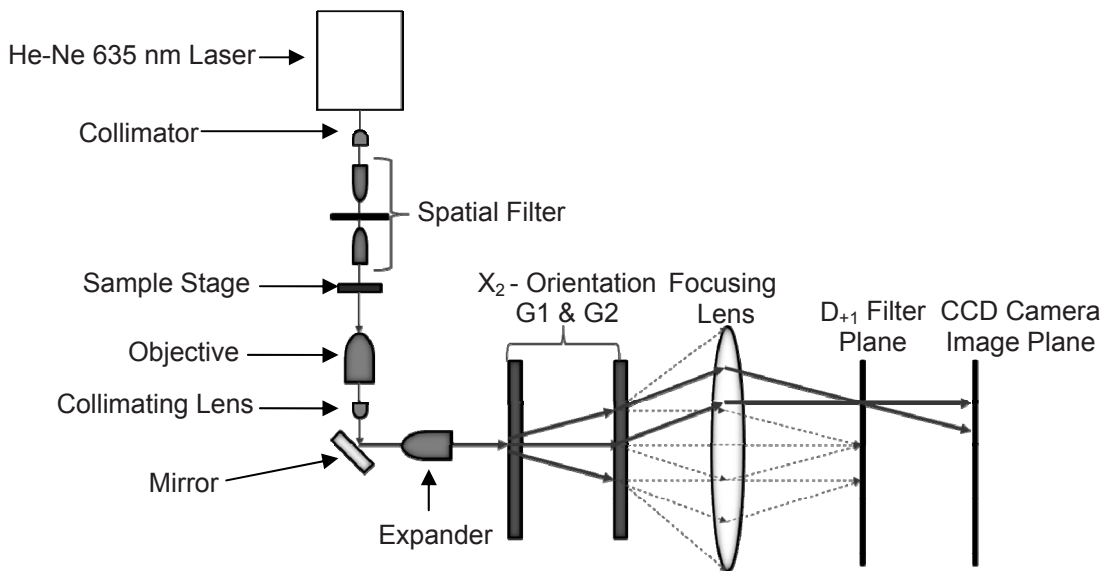 He-Ne 635 nm Laser
Collimator
Spatial Filter
Sample Stage
Objective
Collimating Lens
Mirror
Expander
X₂ - Orientation
G1 & G2
Focusing
Lens
D₊₁ Filter
Plane
CCD Camera
Image Plane